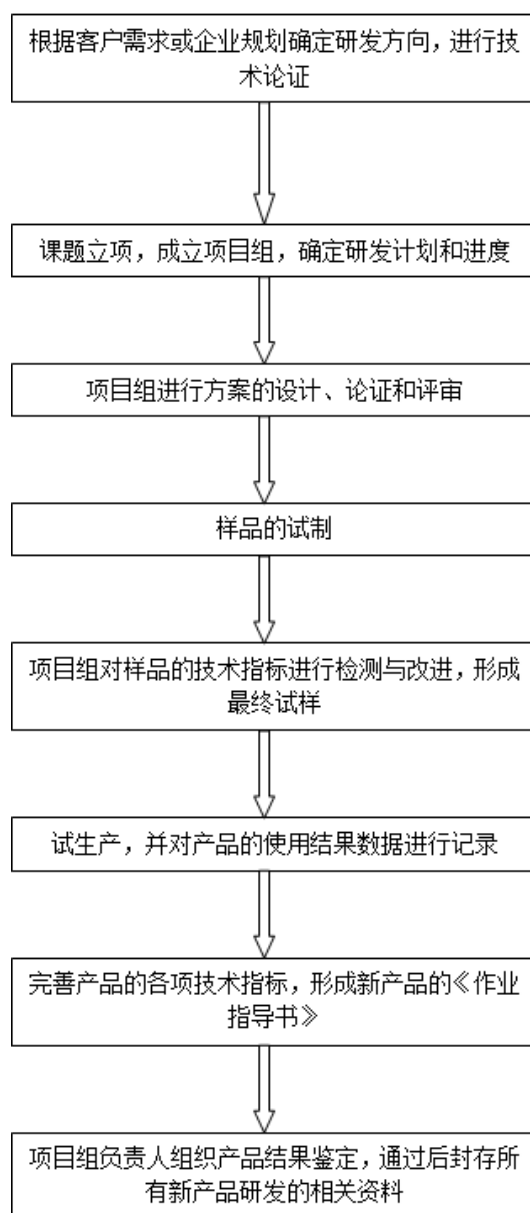 根据客户需求或企业规划确定研发方向，进行技
术论证
课题立项，成立项目组，确定研发计划和进度
项目组进行方案的设计、论证和评审
样品的试制
项目组对样品的技术指标进行检测与改进，形成
最终试样
试生产，并对产品的使用结果数据进行记录
完善产品的各项技术指标，形成新产品的《作业
指导书》
项目组负责人组织产品结果鉴定，通过后封存所
有新产品研发的相关资料